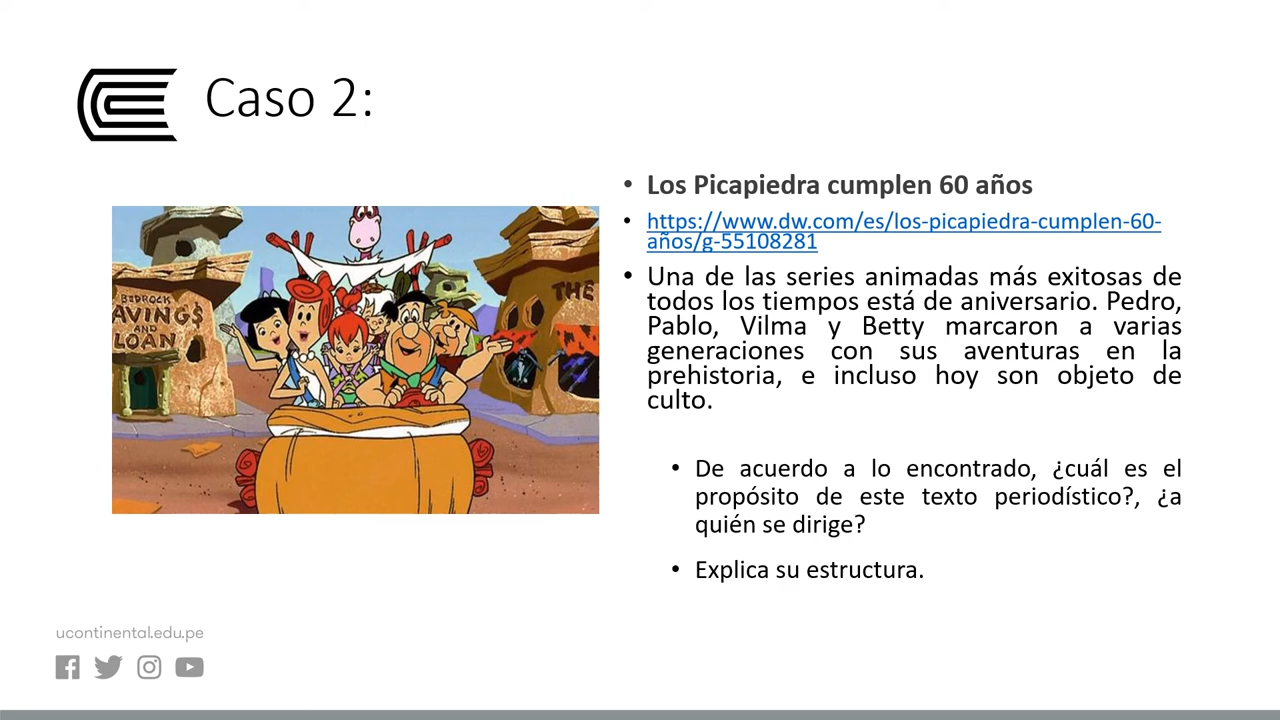 Caso 2:
• Los Picapiedra cumplen 60 años
• https://www.dw.com/es/los-picapiedra-cumplen-60-
años/g-55108281
• Una de las series animadas más exitosas de
todos los tiempos está de aniversario. Pedro,
Pablo, Vilma y Betty marcaron a varias
generaciones con sus aventuras en la
prehistoria, e incluso hoy son objeto de
culto.
• De acuerdo a lo encontrado, ¿cuál es el
propósito de este texto periodístico?, ¿a
quién se dirige?
• Explica su estructura.
BEDROCK
AVING$
AND
LOAN
THE
ucontinental.edu.pe